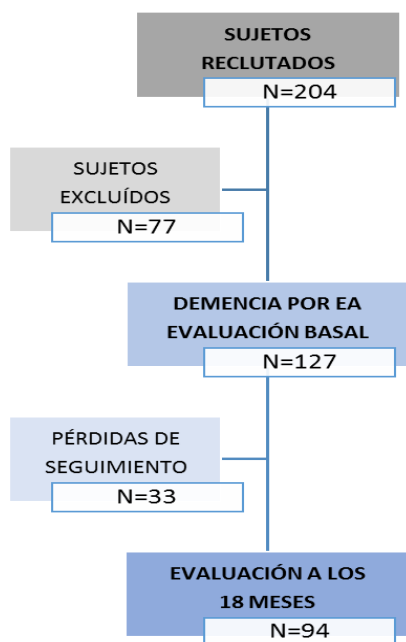 SUJETOS
RECLUTADOS
N=204
SUJETOS
EXCLUÍDOS
N=77
DEMENCIA POR EA
EVALUACIÓN BASAL
N=127
PÉRDIDAS DE
SEGUIMIENTO
N=33
EVALUACIÓN A LOS
18 MESES
N=94